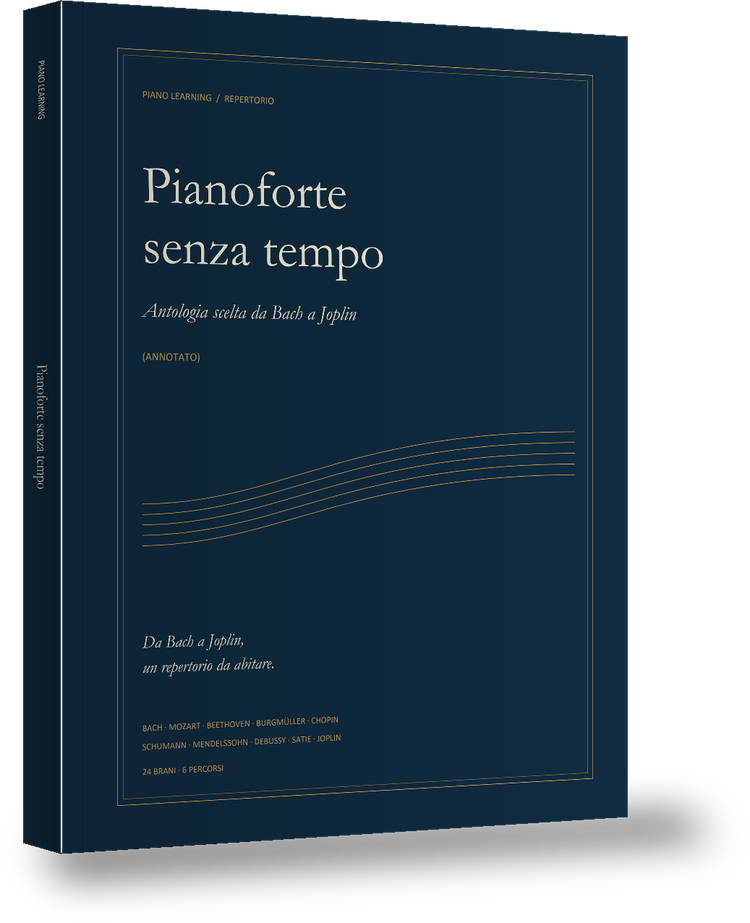 PIANO LEARNING
Pianoforte senza tempo
PIANO LEARNING / REPERTORIO
Pianoforte
senza tempo
Antologia scelta da Bach a Joplin
(ANNOTATO)
Da Bach a Joplin,
un repertorio da abitare.
BACH · MOZART · BEETHOVEN · BURGMÜLLER · CHOPIN
SCHUMANN · MENDELSSOHN · DEBUSSY · SATIE · JOPLIN
24 BRANI · 6 PERCORSI